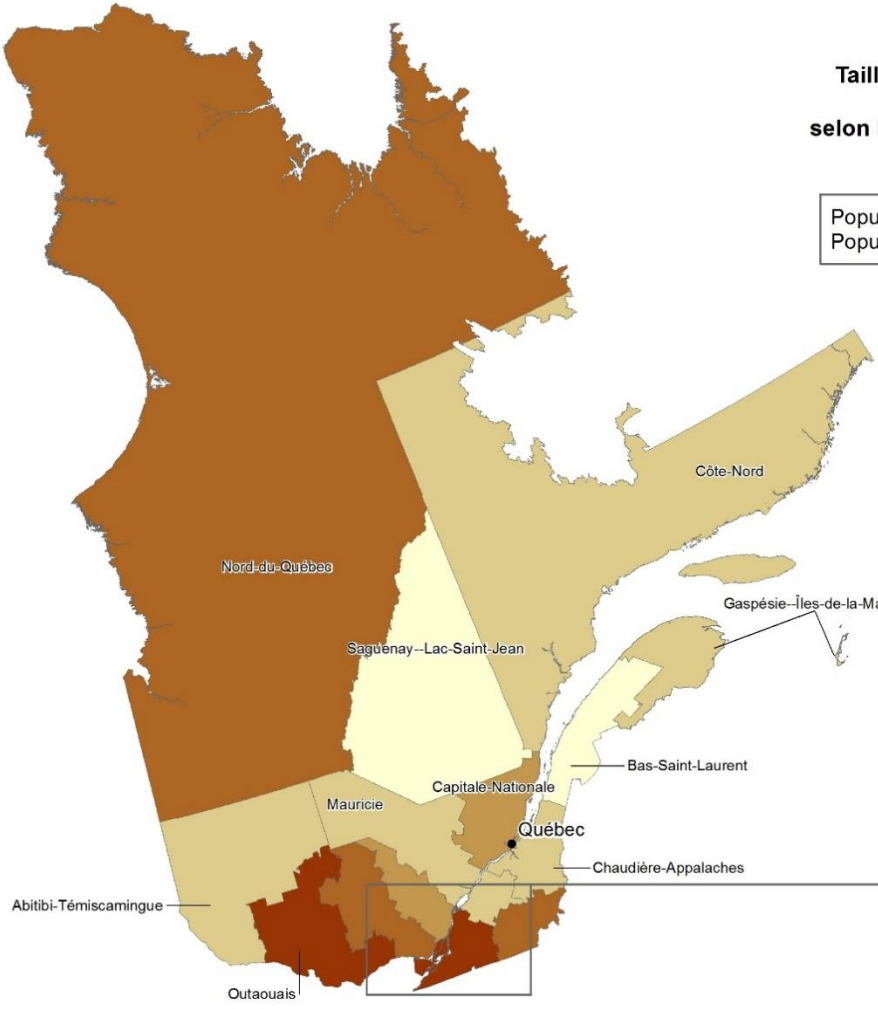 Taill
selon
Popu
Popu
Côte-Nord
Nord-du-Québec
Gaspésie--Îles-de-la-Ma
Saguenay--Lac-Saint-Jean
Bas-Saint-Laurent
Capitale-Nationale
Mauricie
Québec
Chaudière-Appalaches
Abitibi-Témiscamingue
Outaouais